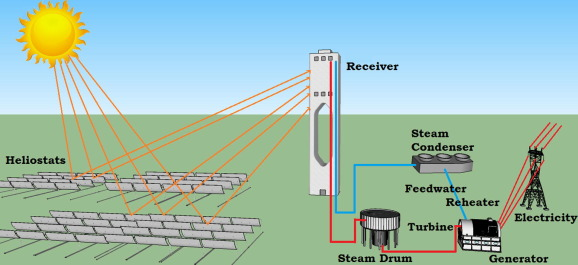 Receiver
Steam
Condenser
Heliostats
Feedwater
Reheater
Electricity
Turbine
Steam Drum
Generator